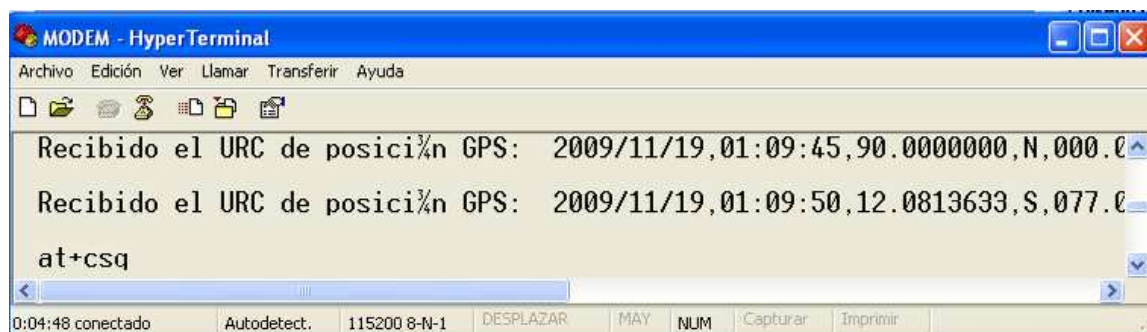 MODEM - HyperTerminal
Archivo Edición Ver Llamar Transferir Ayuda
Recibido el URC de posici¾n GPS: 2009/11/19,01:09:45,90.0000000,N,000.0
Recibido el URC de posici¾n GPS: 2009/11/19,01:09:50,12.0813633,S,077.0
at+csq
0:04:48 conectado Autodetect. 115200 8-N-1 DESPLAZAR MAY NUM Capturar Imprimir